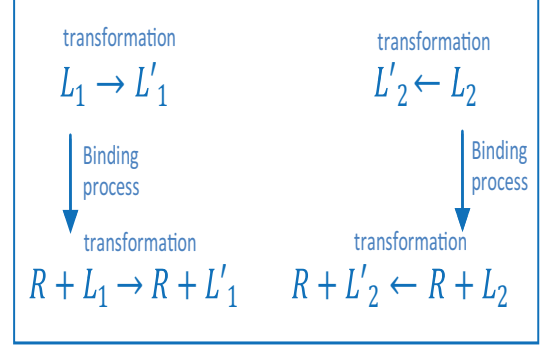 transformation
L₁ → L'₁
Binding
process
transformation
R + L₁ → R + L'₁
transformation
L'₂ ← L₂
Binding
process
transformation
R + L'₂ ← R + L₂